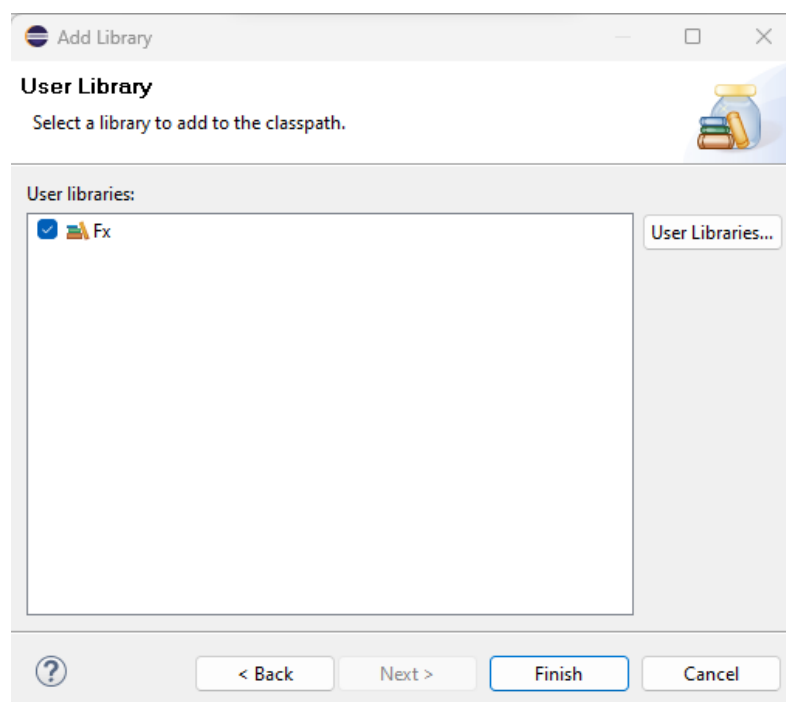 Add Library
User Library
Select a library to add to the classpath.
User libraries:
Fx
User Libraries...
?
< Back
Next >
Finish
Cancel